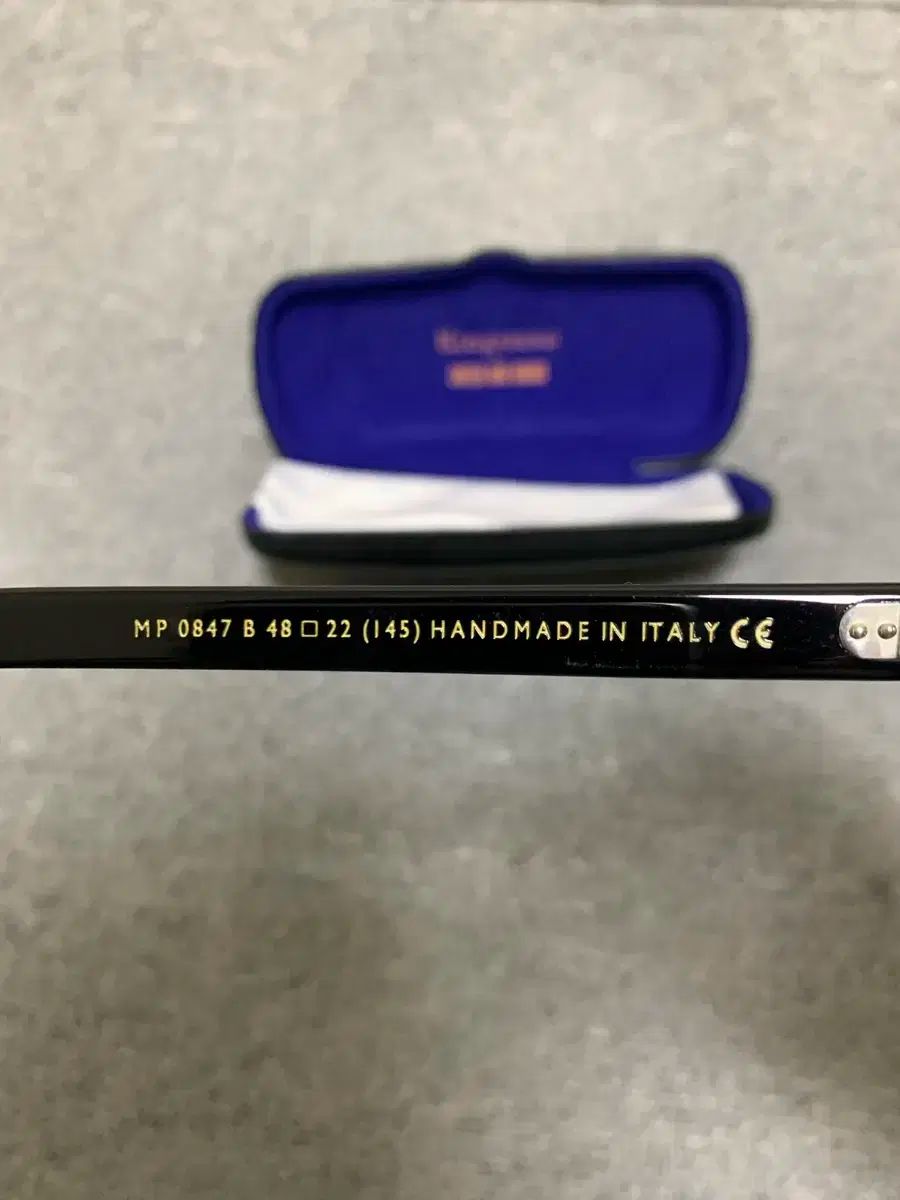 MP 0847 B 48 □ 22 (145) HANDMADE IN ITALY CE